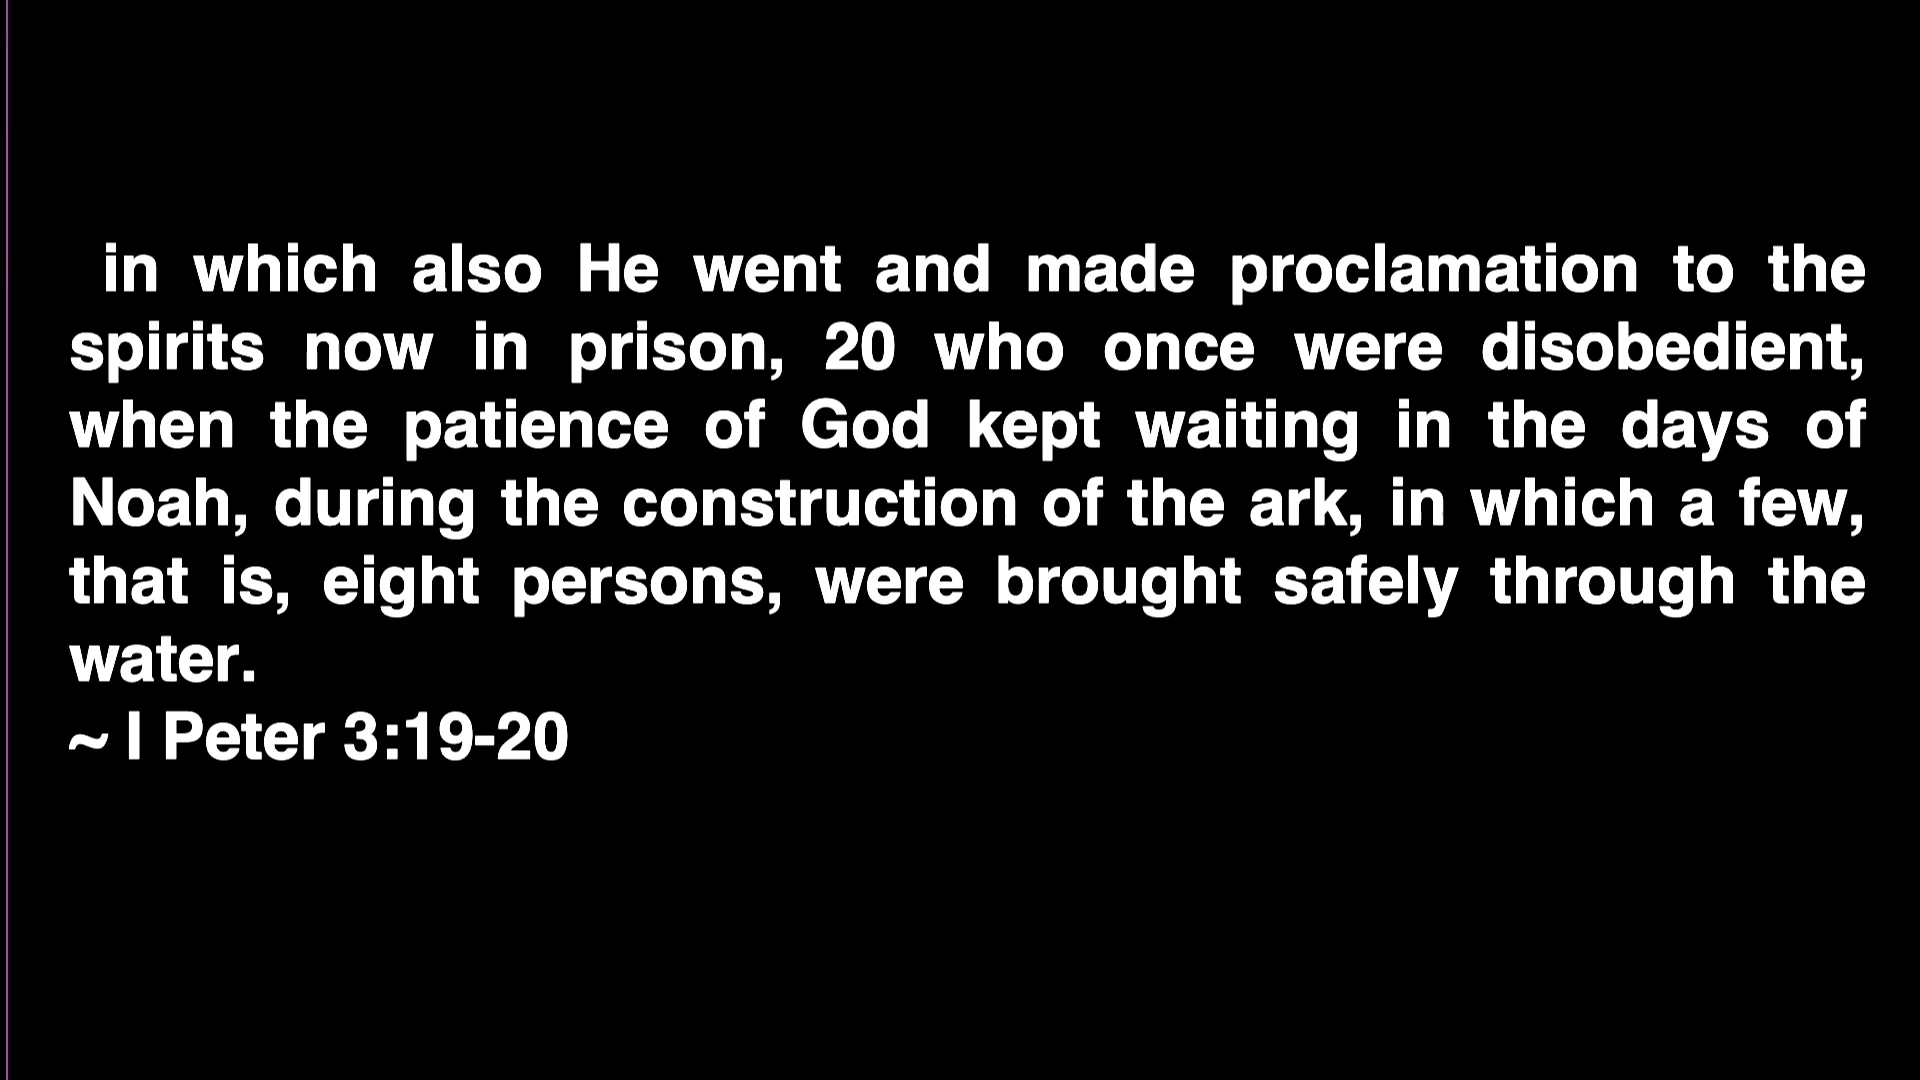 in which also He went and made proclamation to the
spirits now in prison, 20 who once were disobedient,
when the patience of God kept waiting in the days of
Noah, during the construction of the ark, in which a few,
that is, eight persons, were brought safely through the
water.
~ I Peter 3:19-20